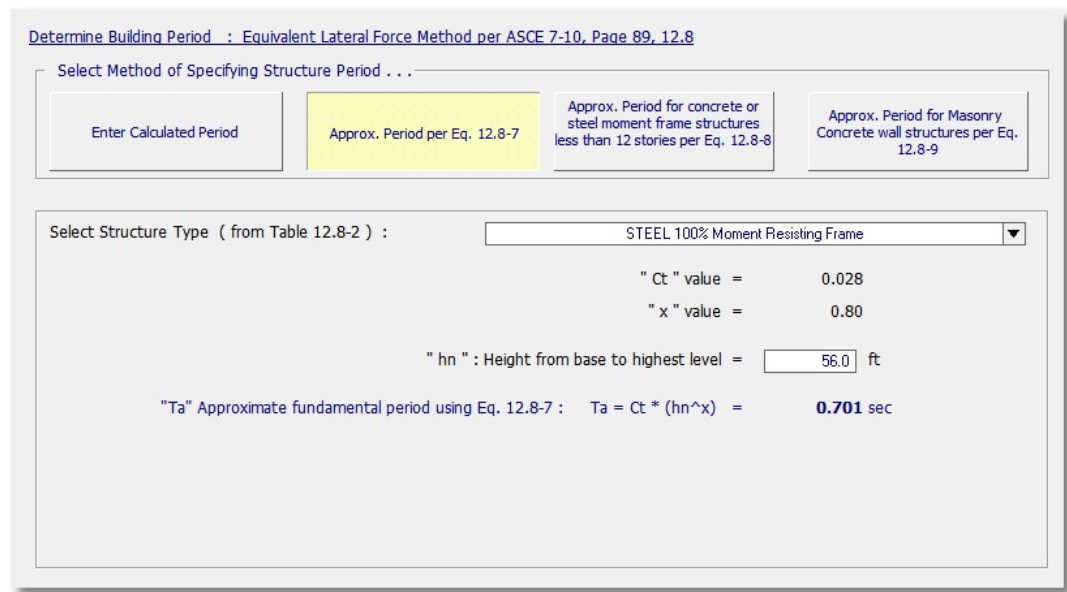 Determine Building Period : Equivalent Lateral Force Method per ASCE 7-10, Page 89, 12.8
Select Method of Specifying Structure Period . . .
Enter Calculated Period
Approx. Period per Eq. 12.8-7
Approx. Period for concrete or
steel moment frame structures
less than 12 stories per Eq. 12.8-8
Approx. Period for Masonry
Concrete wall structures per Eq.
12.8-9
Select Structure Type ( from Table 12.8-2 ) : STEEL 100% Moment Resisting Frame
" Ct " value = 0.028
" x " value = 0.80
" hn " : Height from base to highest level = 56.0 ft
"Ta" Approximate fundamental period using Eq. 12.8-7 : Ta = Ct * (hn^x) = 0.701 sec